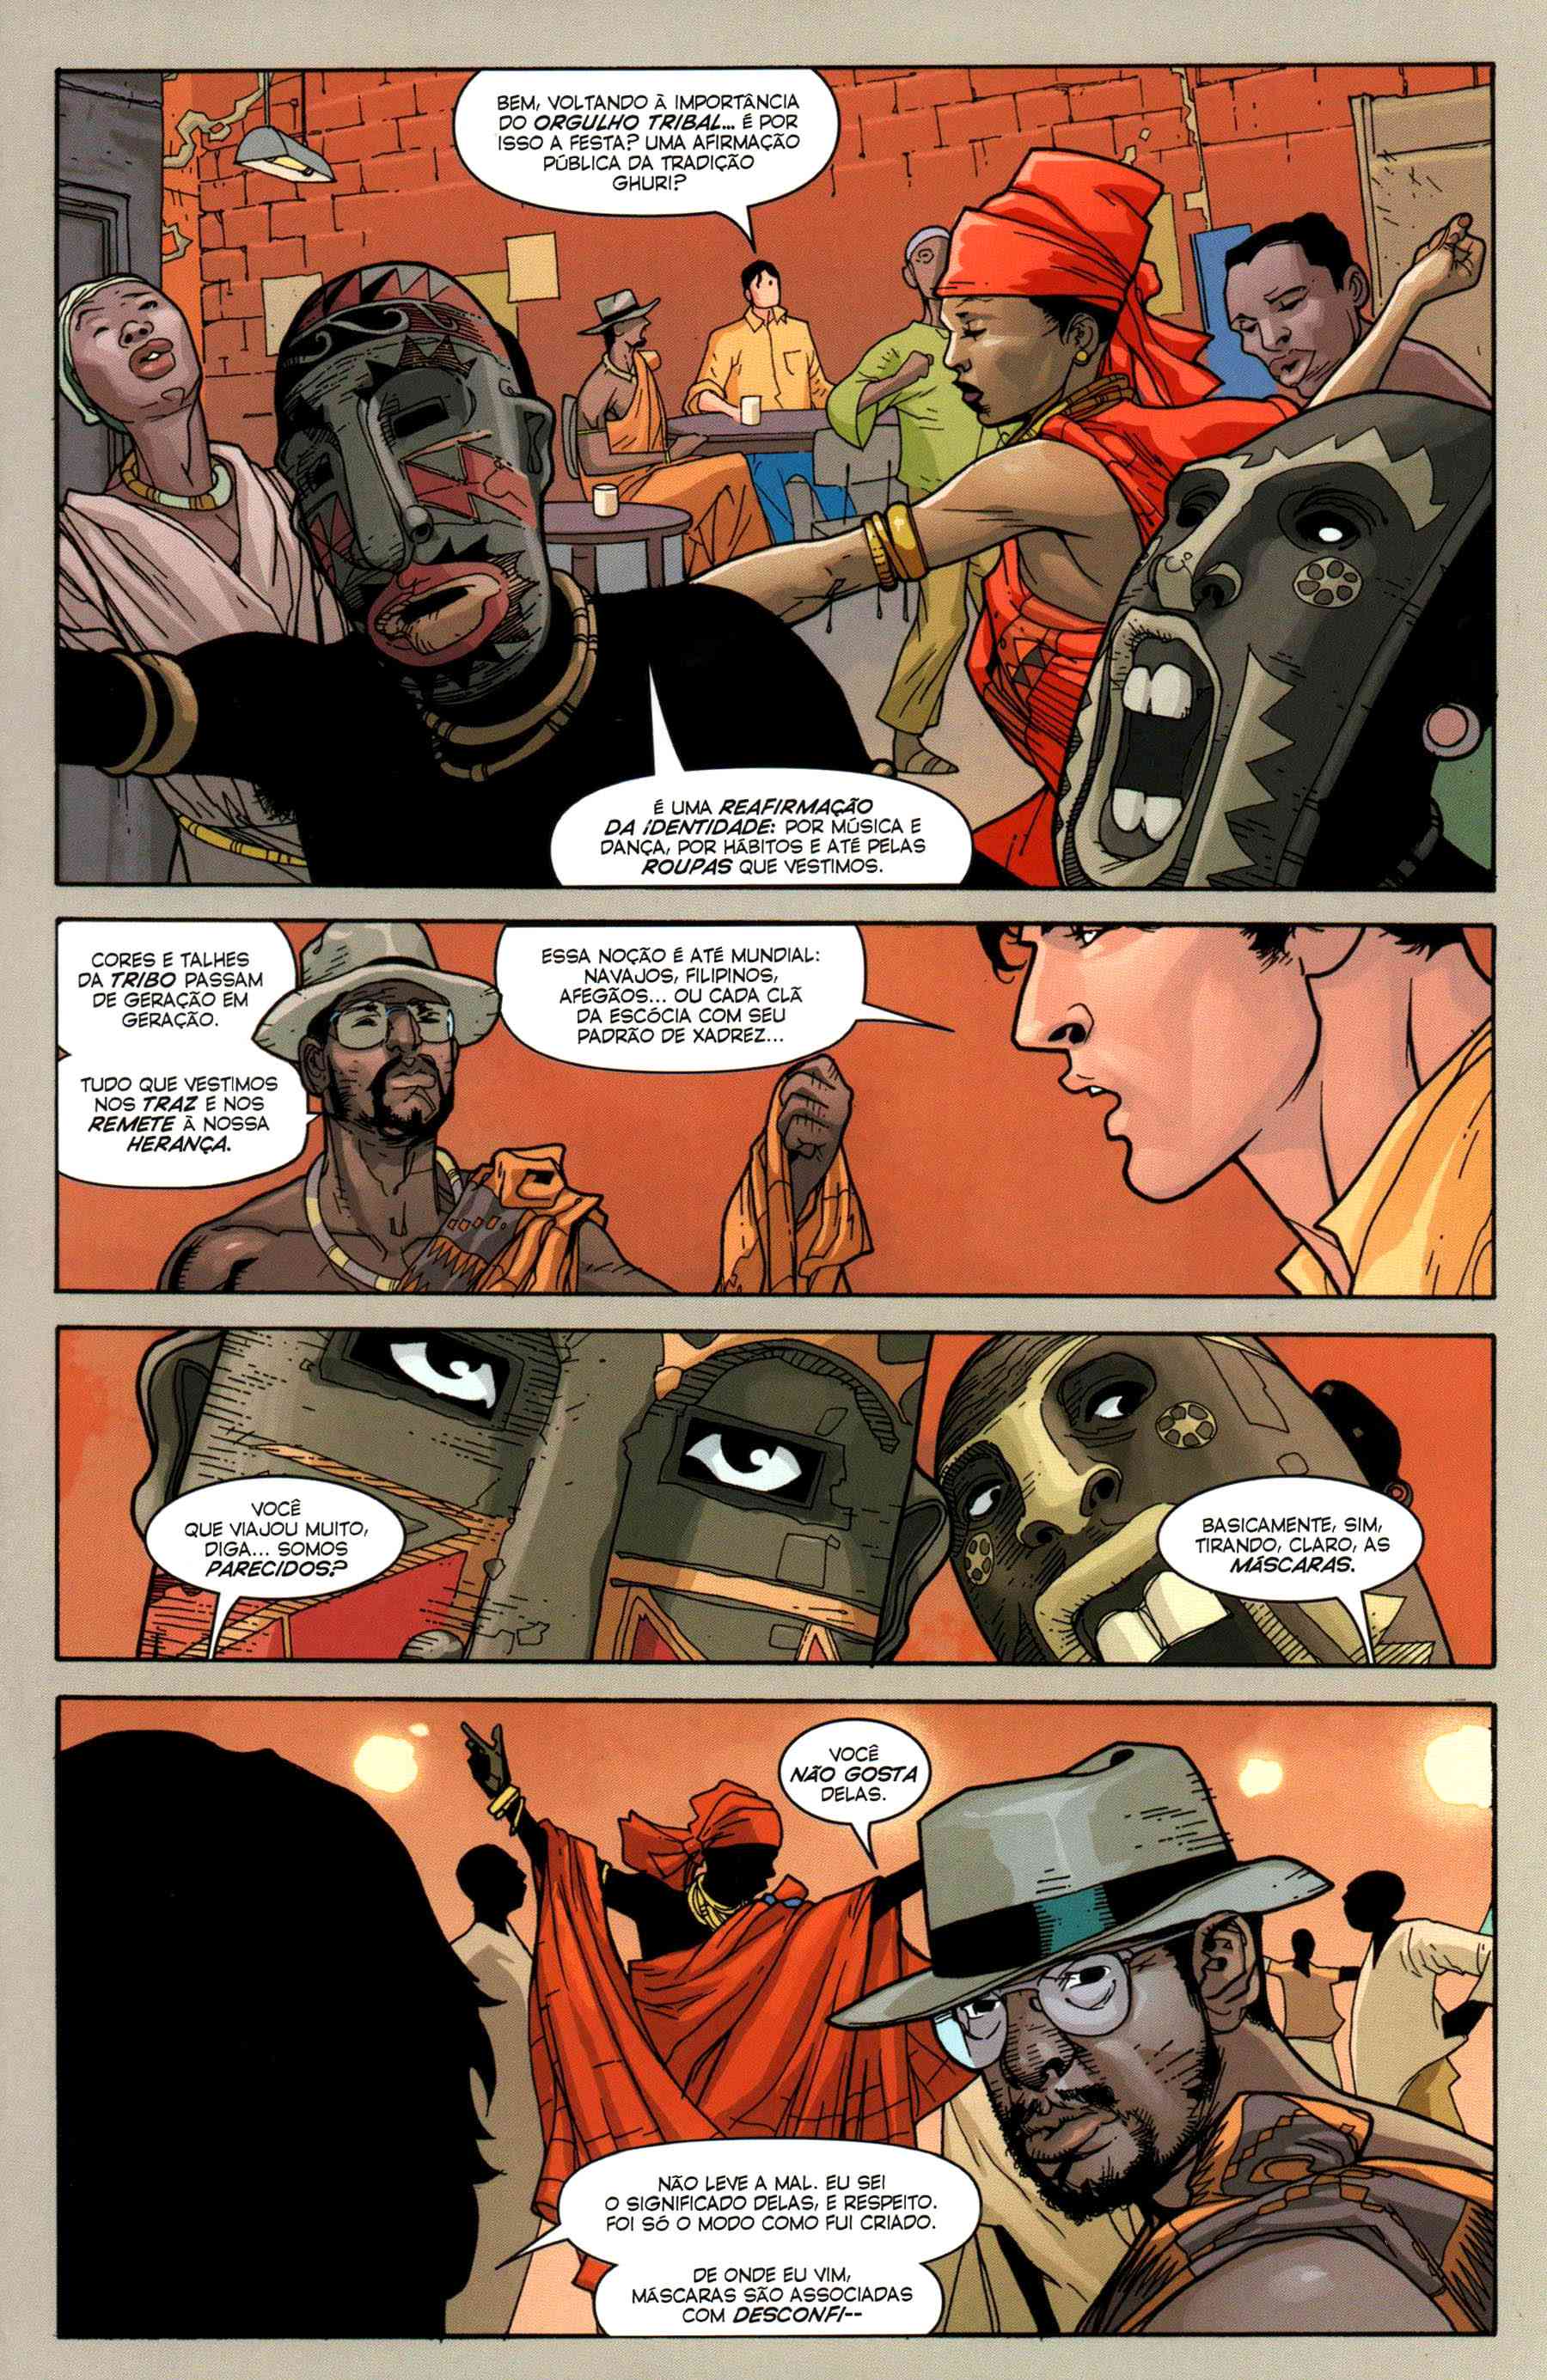 BEM, VOLTANDO À IMPORTÂNCIA
DO ORGULHO TRIBAL... É POR
ISSO A FESTA? UMA AFIRMAÇÃO
PÚBLICA DA TRADIÇÃO
GHURI?
É UMA REAFIRMAÇÃO
DA IDENTIDADE: POR MÚSICA E
DANÇA, POR HÁBITOS E ATÉ PELAS
ROUPAS QUE VESTIMOS.
CORES E TALHES
DA TRIBO PASSAM
DE GERAÇÃO EM
GERAÇÃO.
TUDO QUE VESTIMOS
NOS TRAZ E NOS
REMETE À NOSSA
HERANÇA.
ESSA NOÇÃO É ATÉ MUNDIAL:
NAVAJOS, FILIPINOS,
AFEGÃOS... OU CADA CLÃ
DA ESCÓCIA COM SEU
PADRÃO DE XADREZ...
VOCÊ
QUE VIAJOU MUITO,
DIGA... SOMOS
PARECIDOS?
BASICAMENTE, SIM,
TIRANDO, CLARO, AS
MÁSCARAS.
VOCÊ
NÃO GOSTA
DELAS.
NÃO LEVE A MAL. EU SEI
O SIGNIFICADO DELAS, E RESPEITO.
FOI SÓ O MODO COMO FUI CRIADO.
DE ONDE EU VIM,
MÁSCARAS SÃO ASSOCIADAS
COM DESCONFI--